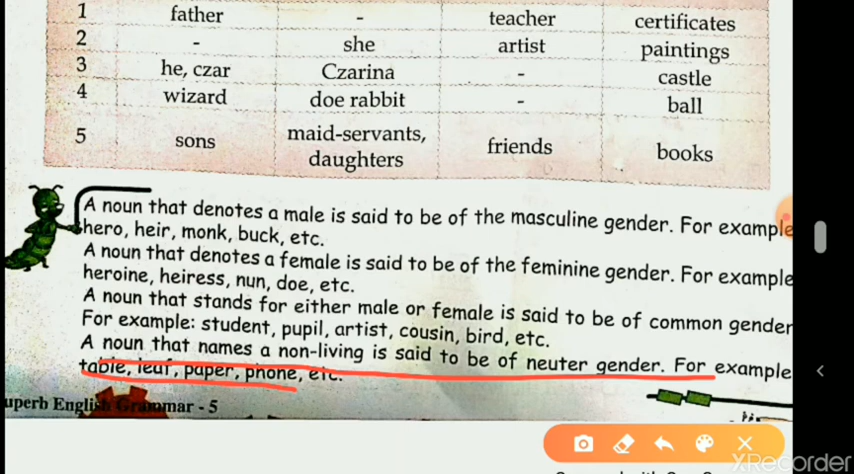 1 father - teacher certificates
2 - she artist paintings
3 he, czar Czarina - castle
4 wizard doe rabbit - ball
5 sons maid-servants, daughters friends books
A noun that denotes a male is said to be of the masculine gender. For example
hero, heir, monk, buck, etc.
A noun that denotes a female is said to be of the feminine gender. For example
heroine, heiress, nun, doe, etc.
A noun that stands for either male or female is said to be of common gender
For example: student, pupil, artist, cousin, bird, etc.
A noun that names a non-living is said to be of neuter gender. For example
table, leaf, paper, phone, etc.
uperb English Grammar - 5
XRecorder